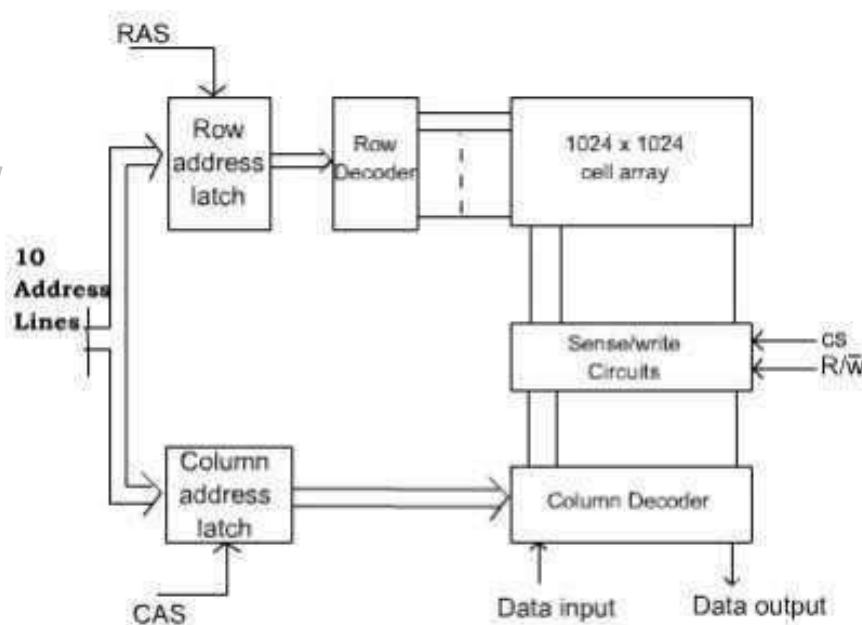 RAS
Row
address
latch
Row
Decoder
1024 x 1024
cell array
10
Address
Lines
Sense/write
Circuits
cs
R/w̅
Column
address
latch
Column Decoder
CAS
Data input
Data output